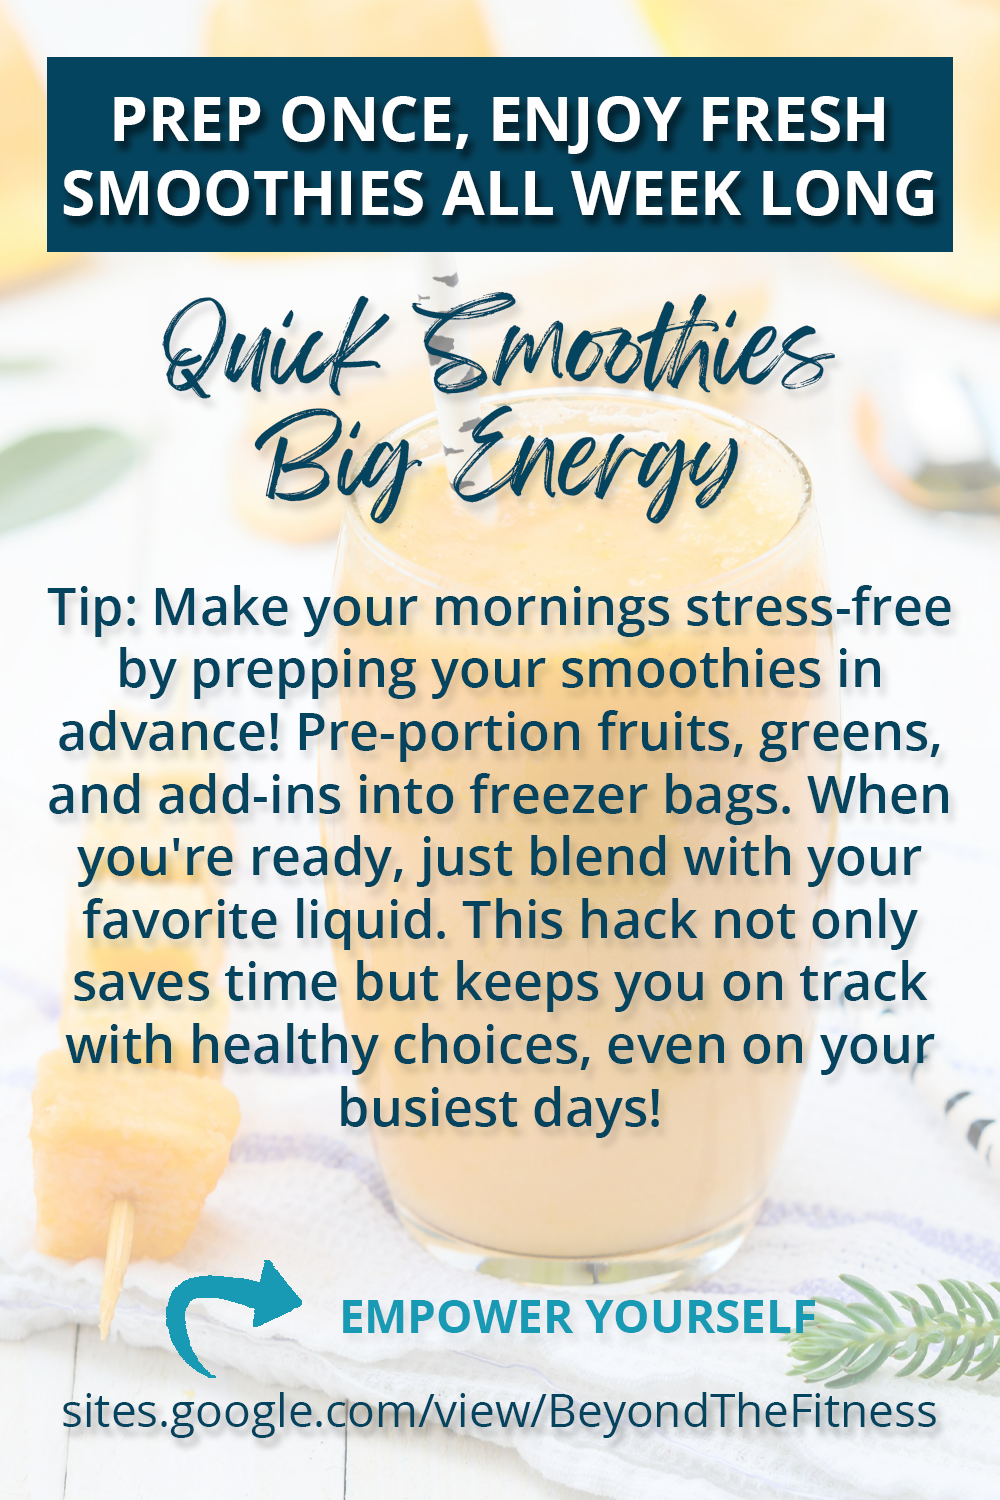 PREP ONCE, ENJOY FRESH
SMOOTHIES ALL WEEK LONG
Quick Smoothies
Big Energy
Tip: Make your mornings stress-free
by prepping your smoothies in
advance! Pre-portion fruits, greens,
and add-ins into freezer bags. When
you're ready, just blend with your
favorite liquid. This hack not only
saves time but keeps you on track
with healthy choices, even on your
busiest days!
EMPOWER YOURSELF
sites.google.com/view/BeyondTheFitness